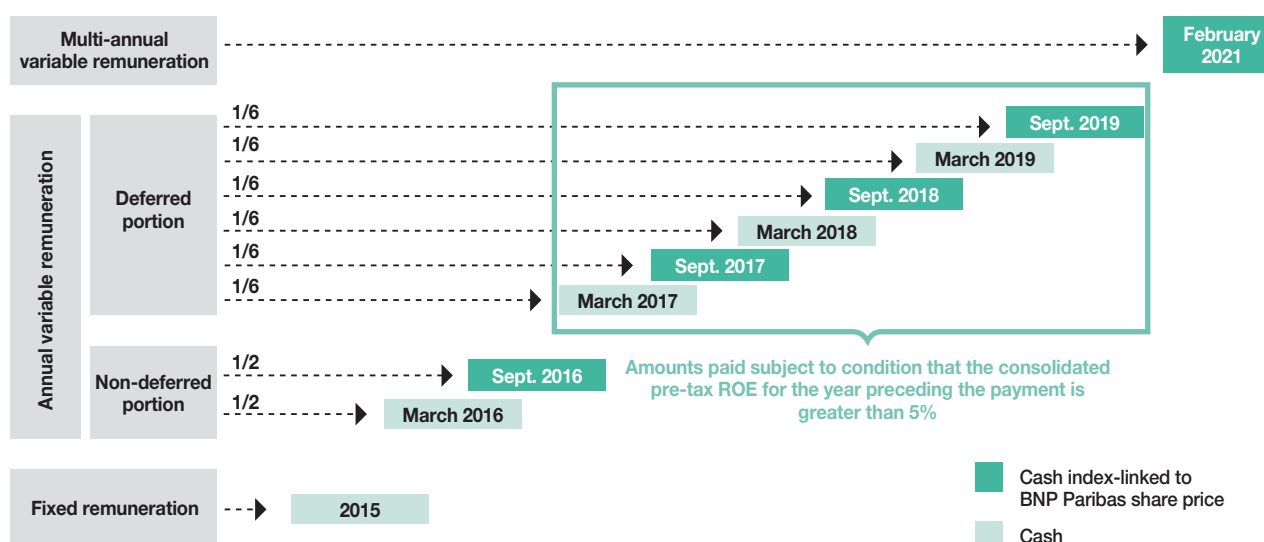 Multi-annual
variable remuneration
February
2021
Annual variable remuneration
Deferred
portion
1/6
Sept. 2019
1/6
March 2019
1/6
Sept. 2018
1/6
March 2018
1/6
Sept. 2017
1/6
March 2017
Non-deferred
portion
1/2
Sept. 2016
1/2
March 2016
Amounts paid subject to condition that the consolidated
pre-tax ROE for the year preceding the payment is
greater than 5%
Fixed remuneration
2015
Cash index-linked to
BNP Paribas share price
Cash